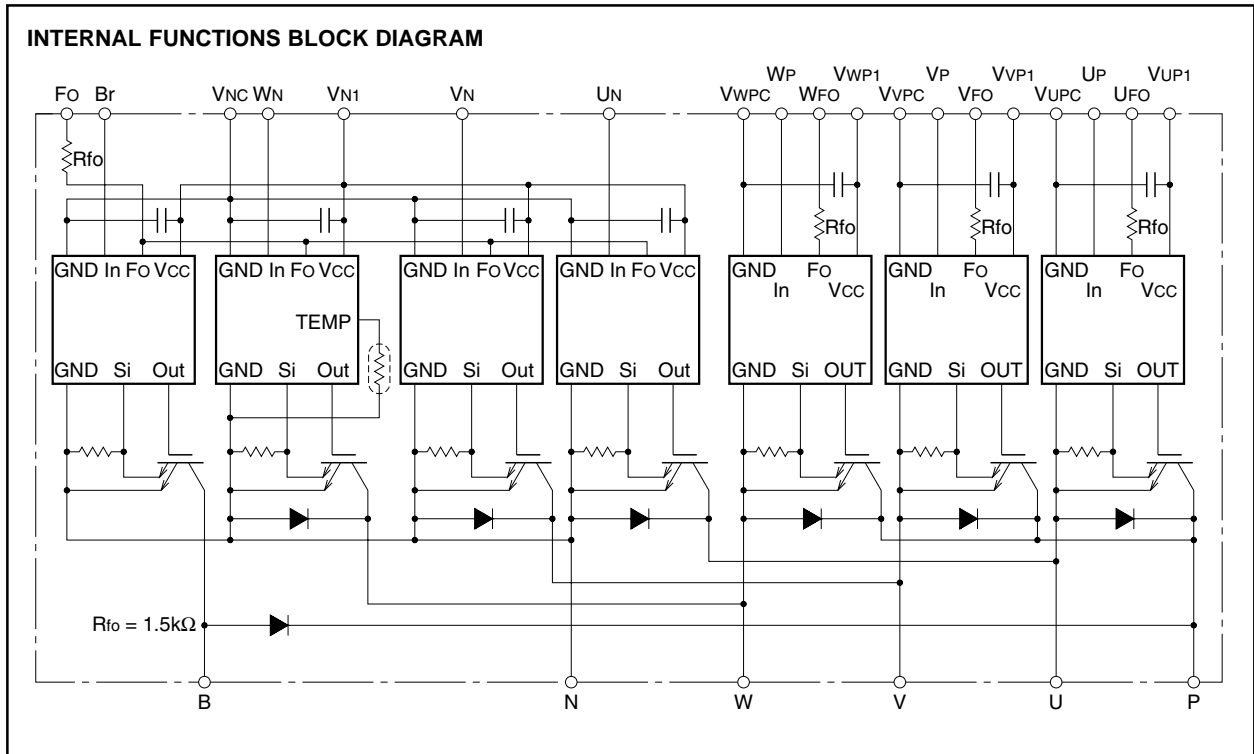 INTERNAL FUNCTIONS BLOCK DIAGRAM
WP VWP1 VP VVP1 UP VUP1
FO Br VNC WN VN1 VN UN VWPC WFO VVPC VFO VUPC UFO
Rfo
Rfo Rfo Rfo
GND In FO VCC GND In FO VCC GND In FO VCC GND In FO VCC GND FO GND FO GND FO
In VCC In VCC In VCC
TEMP
GND Si Out GND Si Out GND Si Out GND Si Out GND Si OUT GND Si OUT GND Si OUT
Rfo = 1.5kΩ
B N W V U P